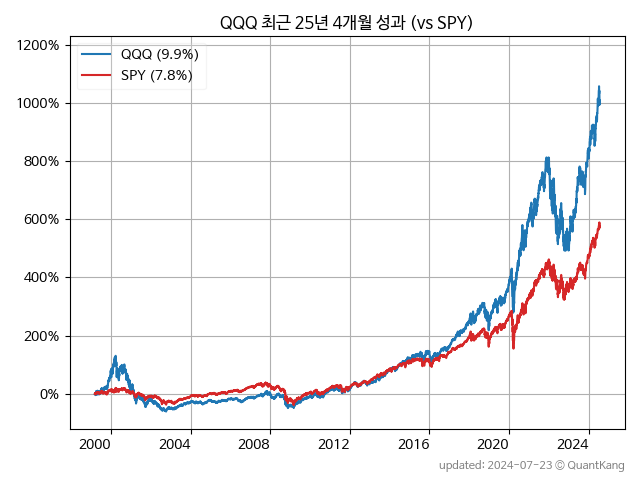 QQQ 최근 25년 4개월 성과 (vs SPY)
QQQ (9.9%)
SPY (7.8%)
1200%
1000%
800%
600%
400%
200%
0%
2000 2004 2008 2012 2016 2020 2024
updated: 2024-07-23 ⓒ QuantKang